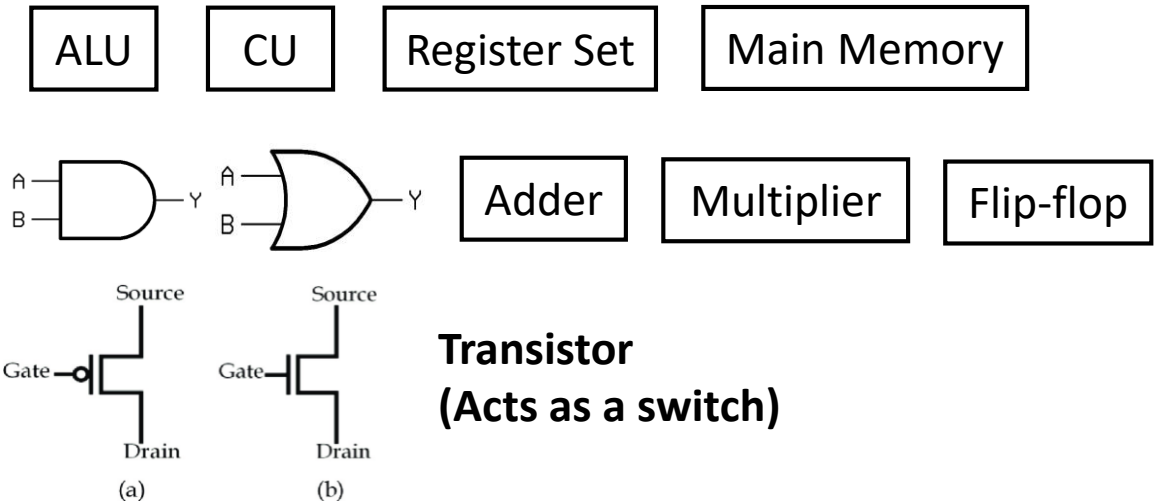 ALU CU Register Set Main Memory
A Y A Y Adder Multiplier Flip-flop
B B
Source Source
Transistor
Gate Gate
(Acts as a switch)
Drain Drain
(a) (b)